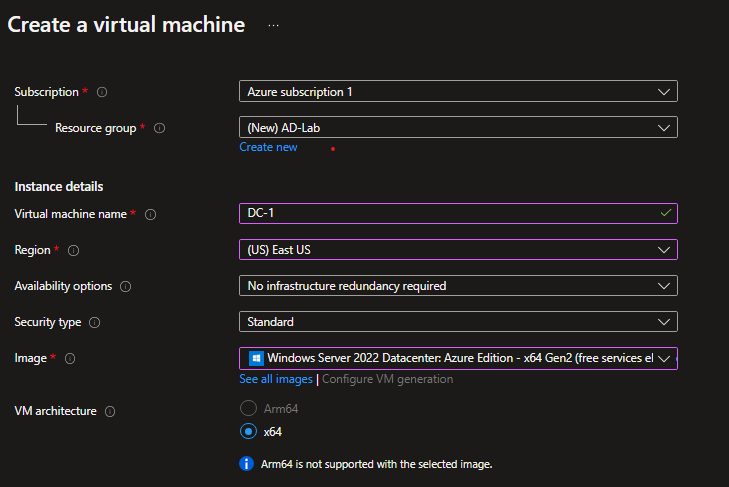 Create a virtual machine ...
Subscription * Azure subscription 1
Resource group * (New) AD-Lab
Create new
Instance details
Virtual machine name * DC-1
Region * (US) East US
Availability options No infrastructure redundancy required
Security type Standard
Image * Windows Server 2022 Datacenter: Azure Edition - x64 Gen2 (free services el
See all images | Configure VM generation
VM architecture Arm64
x64
Arm64 is not supported with the selected image.